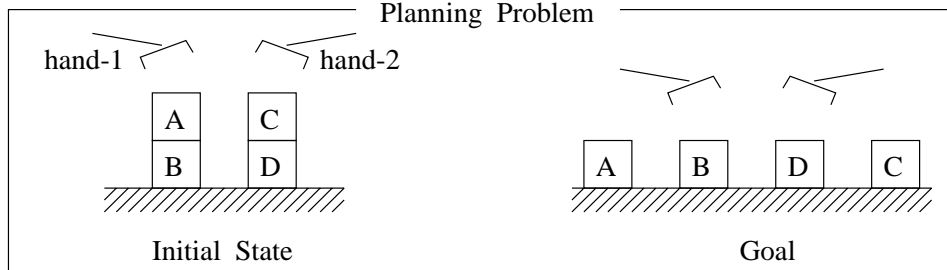 Planning Problem
hand-1 hand-2
A C
B D
A B D C
Initial State
Goal